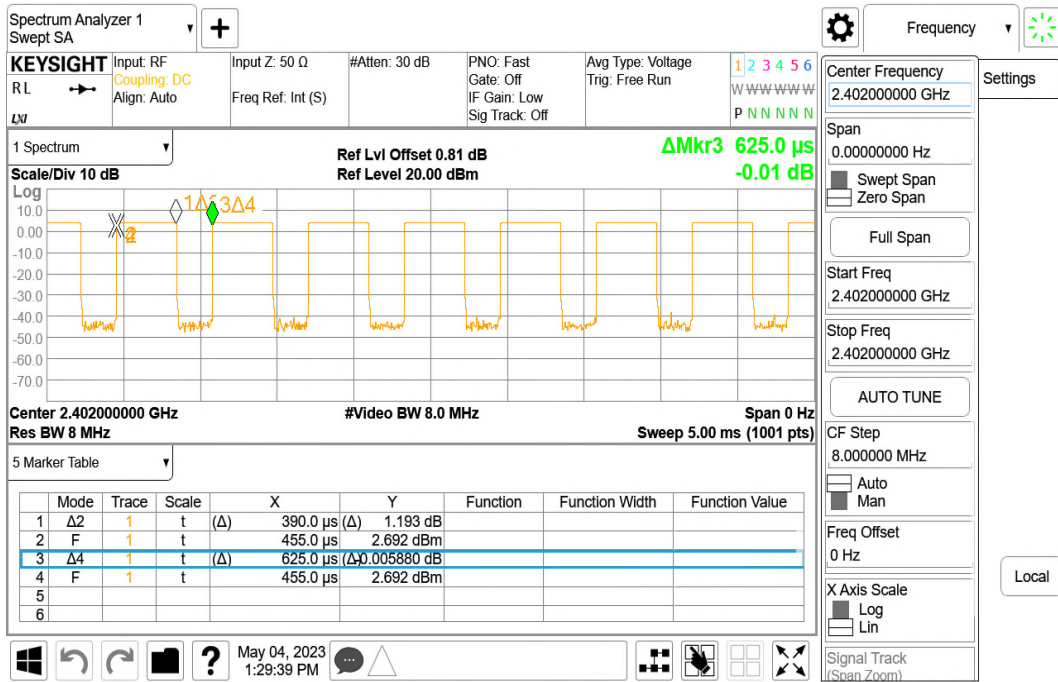 Spectrum Analyzer 1
Swept SA
Frequency
KEYSIGHT
RL
LXI
Input: RF
Coupling: DC
Align: Auto
Input Z: 50 Ω
Freq Ref: Int (S)
#Atten: 30 dB
PNO: Fast
Gate: Off
IF Gain: Low
Sig Track: Off
Avg Type: Voltage
Trig: Free Run
1 2 3 4 5 6
W W W W W W
P N N N N N
1 Spectrum
Scale/Div 10 dB
Ref Lvl Offset 0.81 dB
Ref Level 20.00 dBm
ΔMkr3 625.0 µs
-0.01 dB
Log
10.0
0.00
-10.0
-20.0
-30.0
-40.0
-50.0
-60.0
-70.0
3Δ4
Center 2.402000000 GHz
#Video BW 8.0 MHz
Span 0 Hz
Res BW 8 MHz
Sweep 5.00 ms (1001 pts)
5 Marker Table
Mode Trace Scale X Y Function Function Width Function Value
1 Δ2 1 t (Δ) 390.0 µs (Δ) 1.193 dB
2 F 1 t 455.0 µs 2.692 dBm
3 Δ4 1 t (Δ) 625.0 µs (Δ) -0.005880 dB
4 F 1 t 455.0 µs 2.692 dBm
5
6
May 04, 2023
1:29:39 PM
Center Frequency
2.402000000 GHz
Settings
Span
0.00000000 Hz
Swept Span
Zero Span
Full Span
Start Freq
2.402000000 GHz
Stop Freq
2.402000000 GHz
AUTO TUNE
CF Step
8.000000 MHz
Auto
Man
Freq Offset
0 Hz
X Axis Scale
Log
Lin
Local
Signal Track
(Span Zoom)